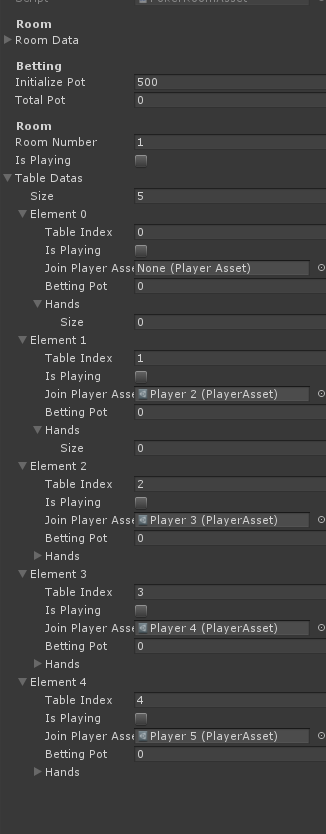 Room
Room Data
Betting
Initialize Pot 500
Total Pot 0
Room
Room Number 1
Is Playing
Table Datas
Size 5
Element 0
Table Index 0
Is Playing
Join Player Asse None (Player Asset)
Betting Pot 0
Hands
Size 0
Element 1
Table Index 1
Is Playing
Join Player Asse Player 2 (PlayerAsset)
Betting Pot 0
Hands
Size 0
Element 2
Table Index 2
Is Playing
Join Player Asse Player 3 (PlayerAsset)
Betting Pot 0
Hands
Element 3
Table Index 3
Is Playing
Join Player Asse Player 4 (PlayerAsset)
Betting Pot 0
Hands
Element 4
Table Index 4
Is Playing
Join Player Asse Player 5 (PlayerAsset)
Betting Pot 0
Hands